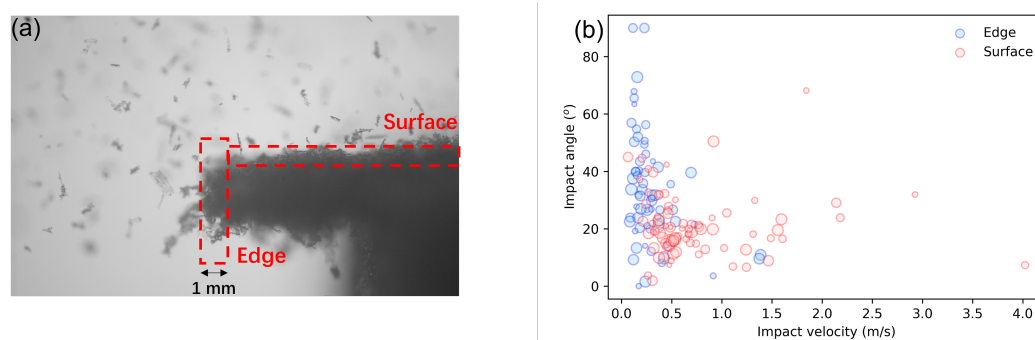 (a)
Surface
Edge
1 mm
(b)
Edge
Surface
Impact angle (°)
80
60
40
20
0
0.0 0.5 1.0 1.5 2.0 2.5 3.0 3.5 4.0
Impact velocity (m/s)